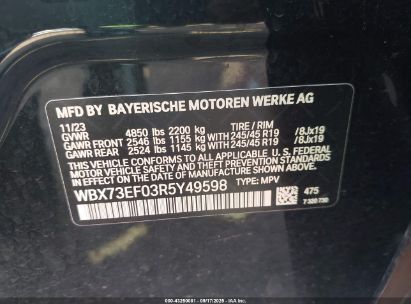 MFD BY BAYERISCHE MOTOREN WERKE AG
11/23
GVWR 4850 lbs 2200 kg TIRE / RIM
GAWR FRONT 2546 lbs 1155 kg WITH 245/45 R19 / 8Jx19
GAWR REAR 2524 lbs 1145 kg WITH 245/45 R19 / 8Jx19
THIS VEHICLE CONFORMS TO ALL APPLICABLE U.S. FEDERAL
MOTOR VEHICLE SAFETY
STANDARDS IN EFFECT ON THE DATE OF MANUFACTURE SHOWN ABOVE.
WBX73EF03R5Y49598 TYPE: MPV 475
7 320 730